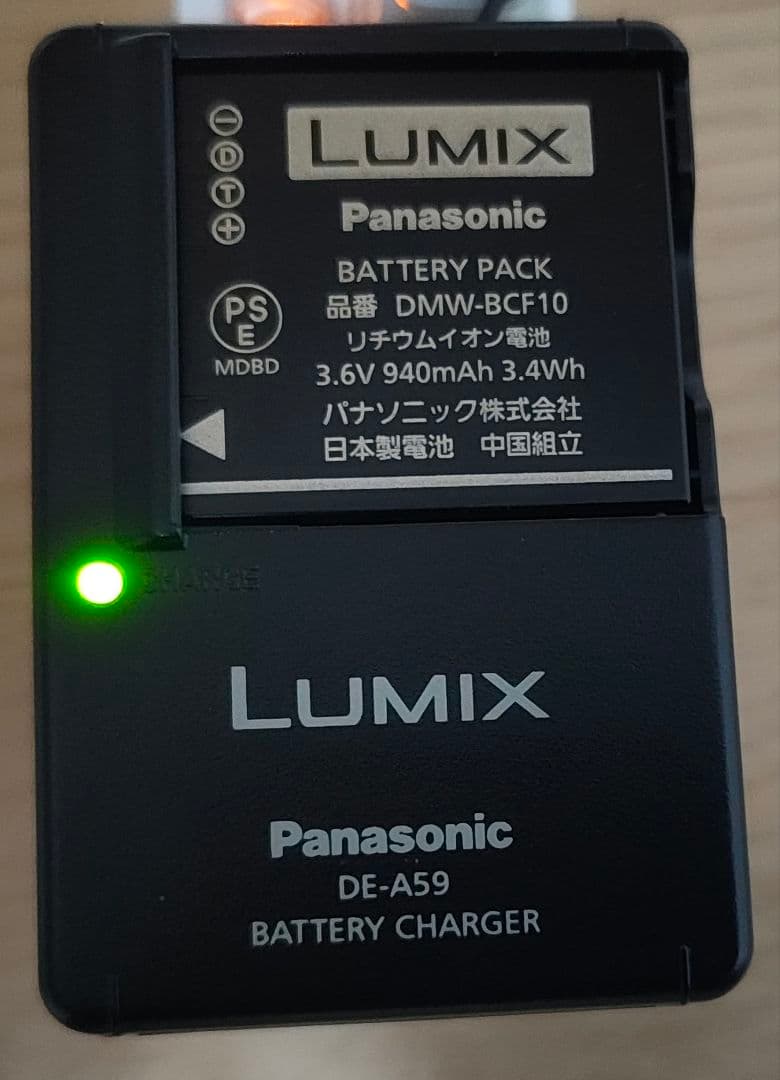 ⊖
D
T
⊕
LUMIX
Panasonic
BATTERY PACK
品番 DMW-BCF10
リチウムイオン電池
3.6V 940mAh 3.4Wh
パナソニック株式会社
日本製電池 中国組立
PS
E
MDBD
CHARGE
LUMIX
Panasonic
DE-A59
BATTERY CHARGER